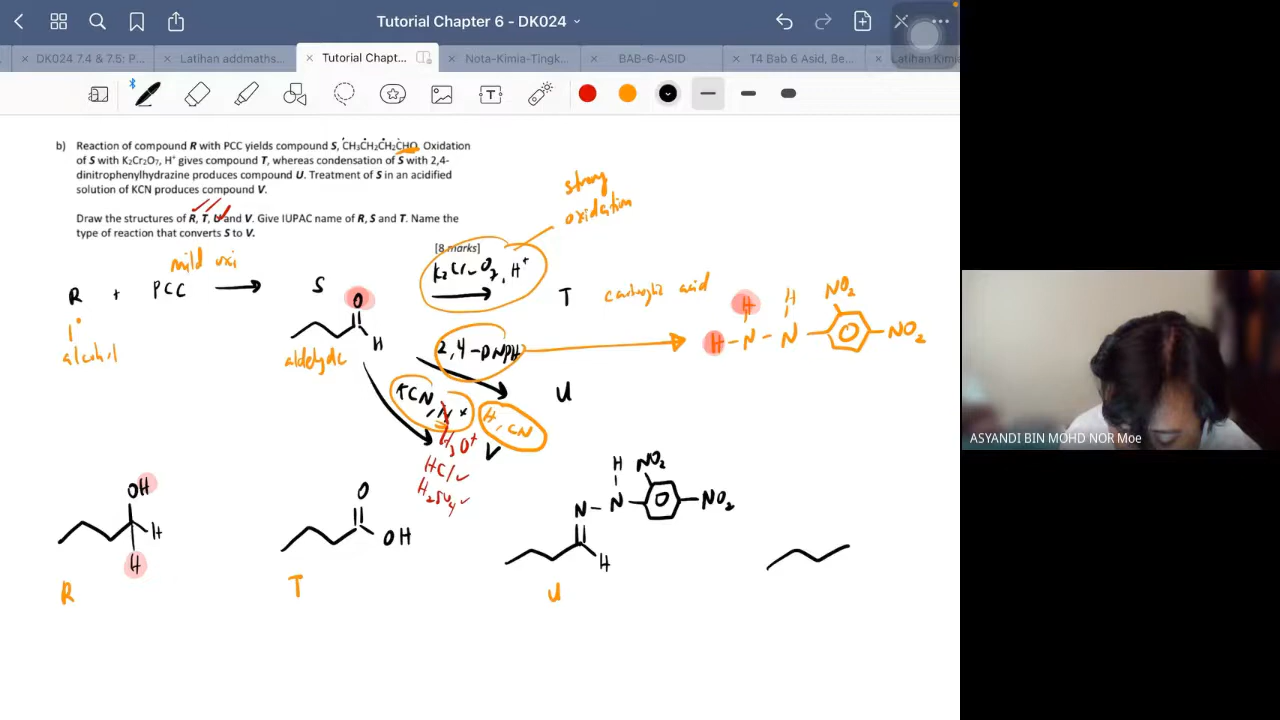 Tutorial Chapter 6 - DK024
DK024 7.4 & 7.5: P...
Latihan addmaths...
Tutorial Chapt...
Nota-Kimia-Tingk...
BAB-6-ASID
T4 Bab 6 Asid, Be...
Latihan Kimi
b) Reaction of compound R with PCC yields compound S, CH3CH2CH2CHO. Oxidation
of S with K2Cr2O7, H+ gives compound T, whereas condensation of S with 2,4-
dinitrophenylhydrazine produces compound U. Treatment of S in an acidified
solution of KCN produces compound V.
Draw the structures of R, T, U and V. Give IUPAC name of R, S and T. Name the
type of reaction that converts S to V.
[8 marks]
strong
oxidation
mild oxi
R + PCC
S
K2Cr2O7, H+
T
carboxylic acid
1°
alcohol
O
H
aldehyde
2,4-DNPH
H
H
H - N - N
NO2
NO2
U
KCN, H+
H, CN
H3O+
V
HCl
H2SO4
OH
H
H
R
O
OH
T
H
NO2
N - N
NO2
H
U
ASYANDI BIN MOHD NOR Moe